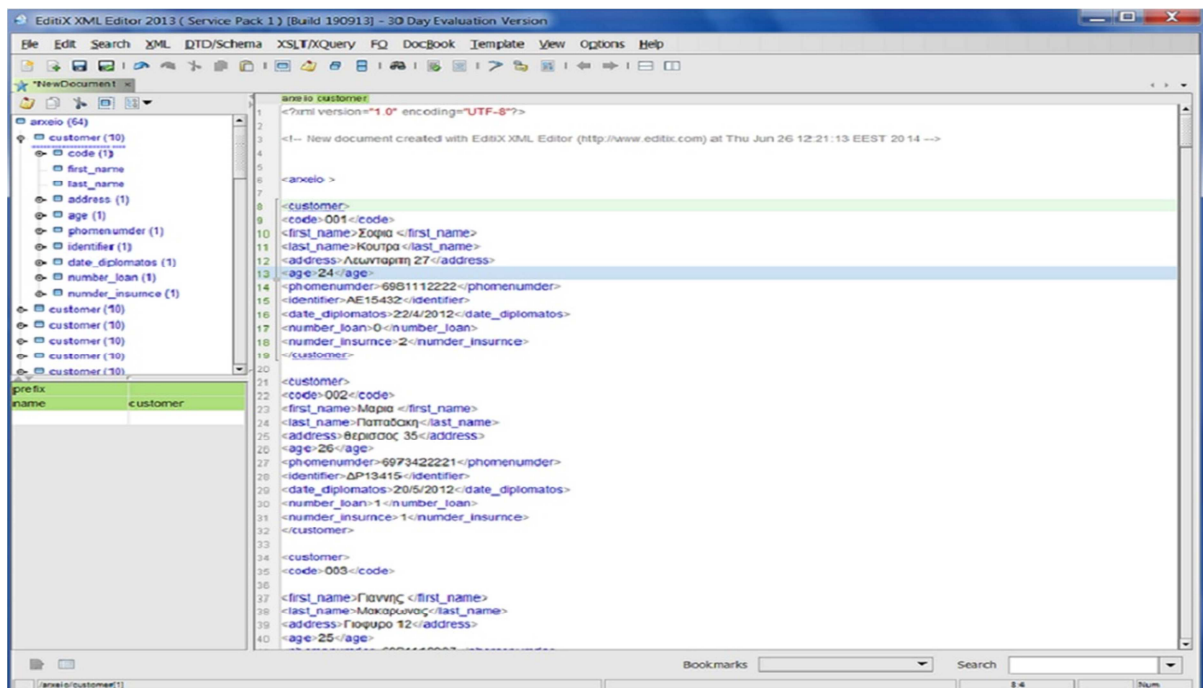 EditiX XML Editor 2013 ( Service Pack 1 ) [Build 190913] - 30 Day Evaluation Version
File Edit Search XML DTD/Schema XSLT/XQuery FO DocBook Template View Options Help
*NewDocument
arxeio (64)
customer (10)
code (1)
first_name
last_name
address (1)
age (1)
phomenumder (1)
identifier (1)
date_diplomatos (1)
number_loan (1)
numder_insurnce (1)
customer (10)
customer (10)
customer (10)
customer (10)
customer (10)
prefix
name customer
arxeio customer
1 <?xml version="1.0" encoding="UTF-8"?>
2
3 <!-- New document created with EditiX XML Editor (http://www.editix.com) at Thu Jun 26 12:21:13 EEST 2014 -->
4
5
6 <arxeio >
7
8 <customer>
9 <code>001</code>
10 <first_name>Σοφια </first_name>
11 <last_name>Κουτρα</last_name>
12 <address>Λεωνταριτη 27</address>
13 <age>24</age>
14 <phomenumder>6981112222</phomenumder>
15 <identifier>ΑΕ15432</identifier>
16 <date_diplomatos>22/4/2012</date_diplomatos>
17 <number_loan>0</number_loan>
18 <numder_insurnce>2</numder_insurnce>
19 </customer>
20
21 <customer>
22 <code>002</code>
23 <first_name>Μαρια </first_name>
24 <last_name>Παπαδακη</last_name>
25 <address>θερισσος 35</address>
26 <age>26</age>
27 <phomenumder>6973422221</phomenumder>
28 <identifier>ΔΡ13415</identifier>
29 <date_diplomatos>20/5/2012</date_diplomatos>
30 <number_loan>1</number_loan>
31 <numder_insurnce>1</numder_insurnce>
32 </customer>
33
34 <customer>
35 <code>003</code>
36
37 <first_name>Γιαννης </first_name>
38 <last_name>Μακαρωνας</last_name>
39 <address>Γιοφυρο 12</address>
40 <age>25</age>
Bookmarks Search
/arxeio/customer[1] 8:4 Num